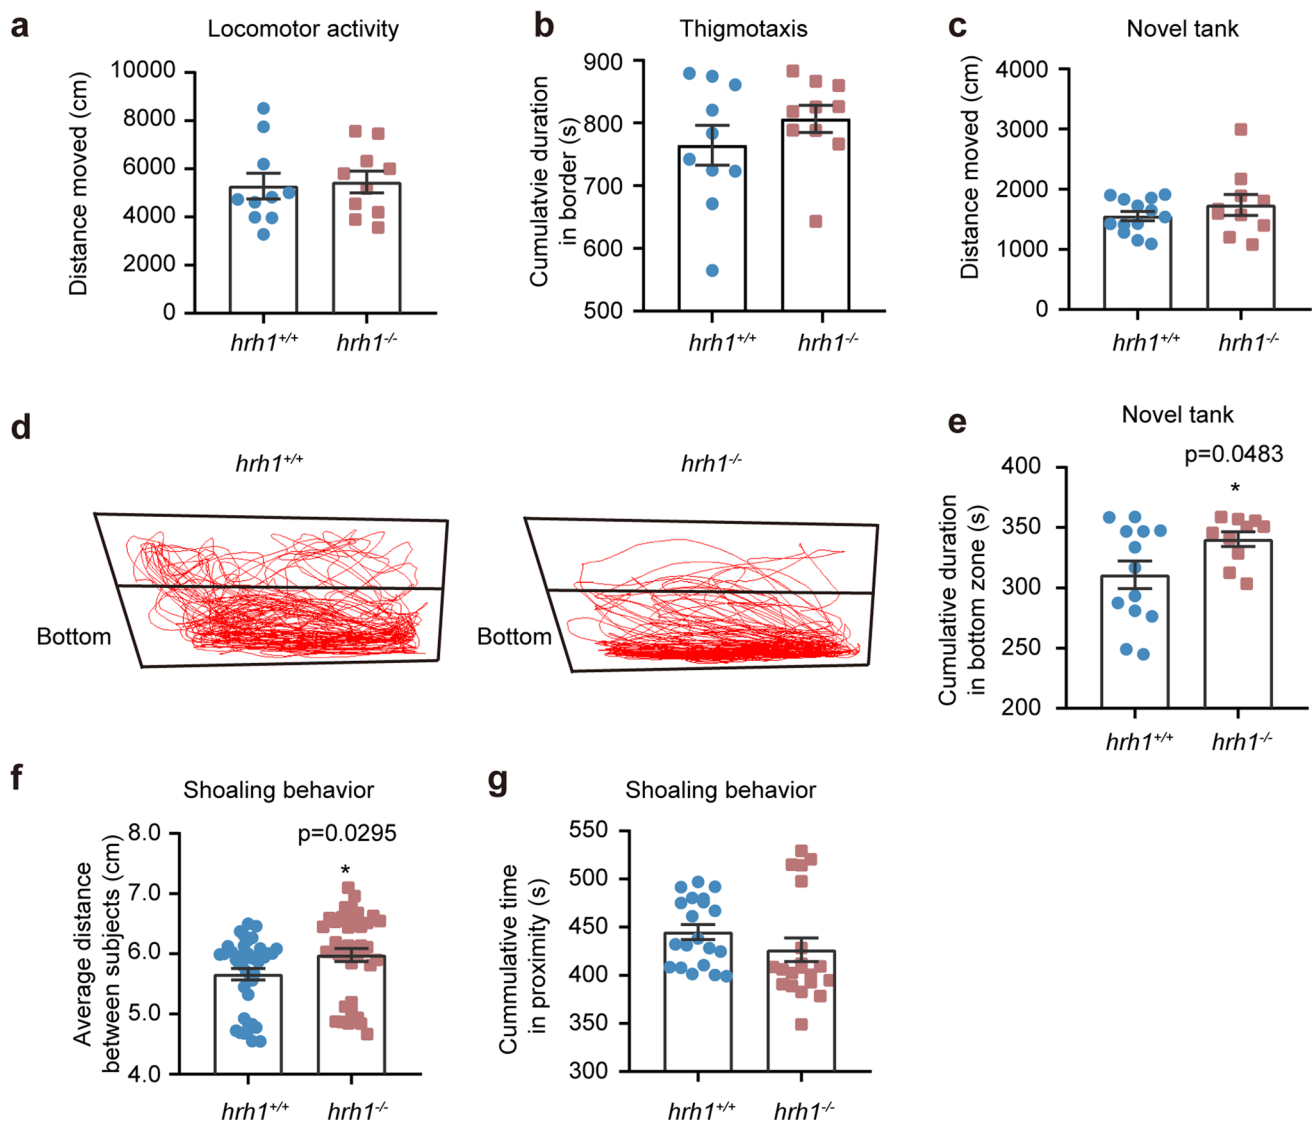 a
Locomotor activity
Distance moved (cm)
10000
8000
6000
4000
2000
0
hrh1+/+
hrh1-/-
b
Thigmotaxis
Cumulatvie duration
in border (s)
900
800
700
600
500
hrh1+/+
hrh1-/-
c
Novel tank
Distance moved (cm)
4000
3000
2000
1000
0
hrh1+/+
hrh1-/-
d
hrh1+/+
Bottom
hrh1-/-
Bottom
e
Novel tank
p=0.0483
*
Cumulative duration
in bottom zone (s)
400
350
300
250
200
hrh1+/+
hrh1-/-
f
Shoaling behavior
p=0.0295
*
Average distance
between subjects (cm)
8.0
7.0
6.0
5.0
4.0
hrh1+/+
hrh1-/-
g
Shoaling behavior
Cummulative time
in proximity (s)
550
500
450
400
350
300
hrh1+/+
hrh1-/-